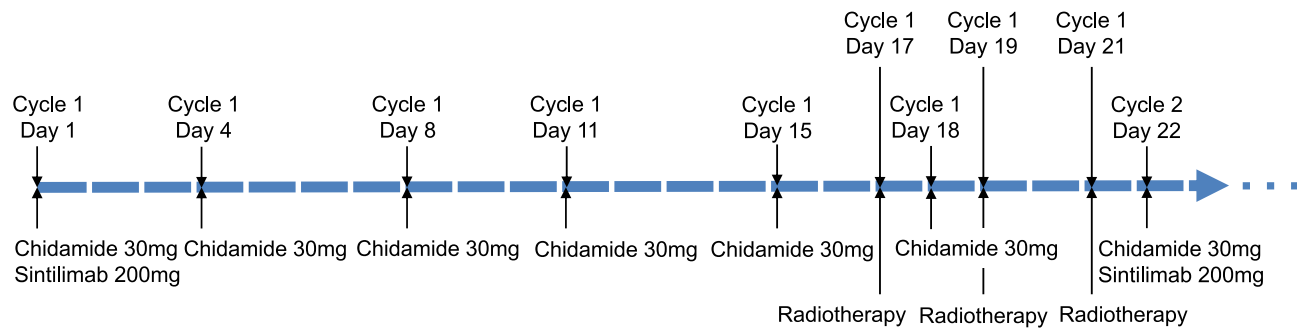 Cycle 1
Day 17
Cycle 1
Day 19
Cycle 1
Day 21
Cycle 1
Day 1
Cycle 1
Day 4
Cycle 1
Day 8
Cycle 1
Day 11
Cycle 1
Day 15
Cycle 1
Day 18
Cycle 2
Day 22
Chidamide 30mg
Sintilimab 200mg
Chidamide 30mg
Chidamide 30mg
Chidamide 30mg
Chidamide 30mg
Chidamide 30mg
Chidamide 30mg
Sintilimab 200mg
Radiotherapy
Radiotherapy
Radiotherapy